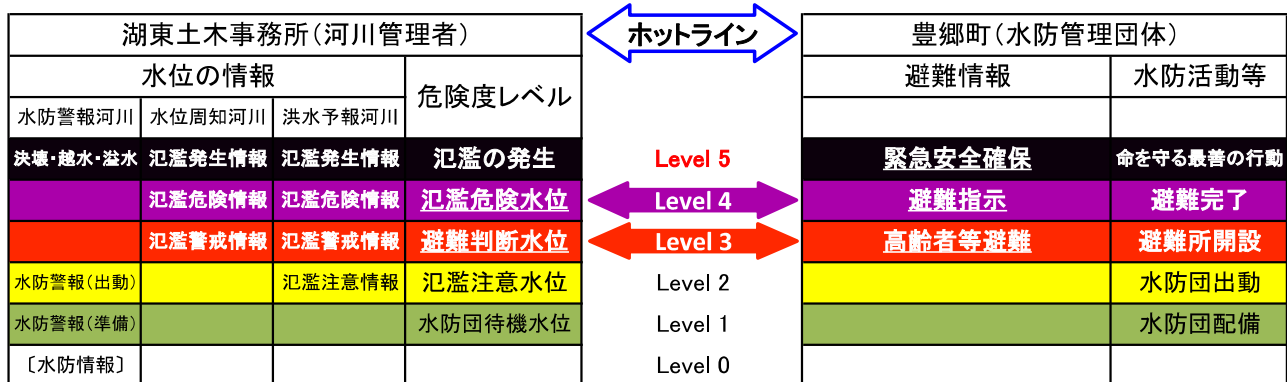 湖東土木事務所(河川管理者) ホットライン 豊郷町(水防管理団体)
水位の情報 危険度レベル 避難情報 水防活動等
水防警報河川 水位周知河川 洪水予報河川
決壊・越水・溢水 氾濫発生情報 氾濫発生情報 氾濫の発生 Level 5 緊急安全確保 命を守る最善の行動
氾濫危険情報 氾濫危険情報 氾濫危険水位 Level 4 避難指示 避難完了
氾濫警戒情報 氾濫警戒情報 避難判断水位 Level 3 高齢者等避難 避難所開設
水防警報(出動) 氾濫注意情報 氾濫注意水位 Level 2 水防団出動
水防警報(準備) 水防団待機水位 Level 1 水防団配備
〔水防情報〕 Level 0